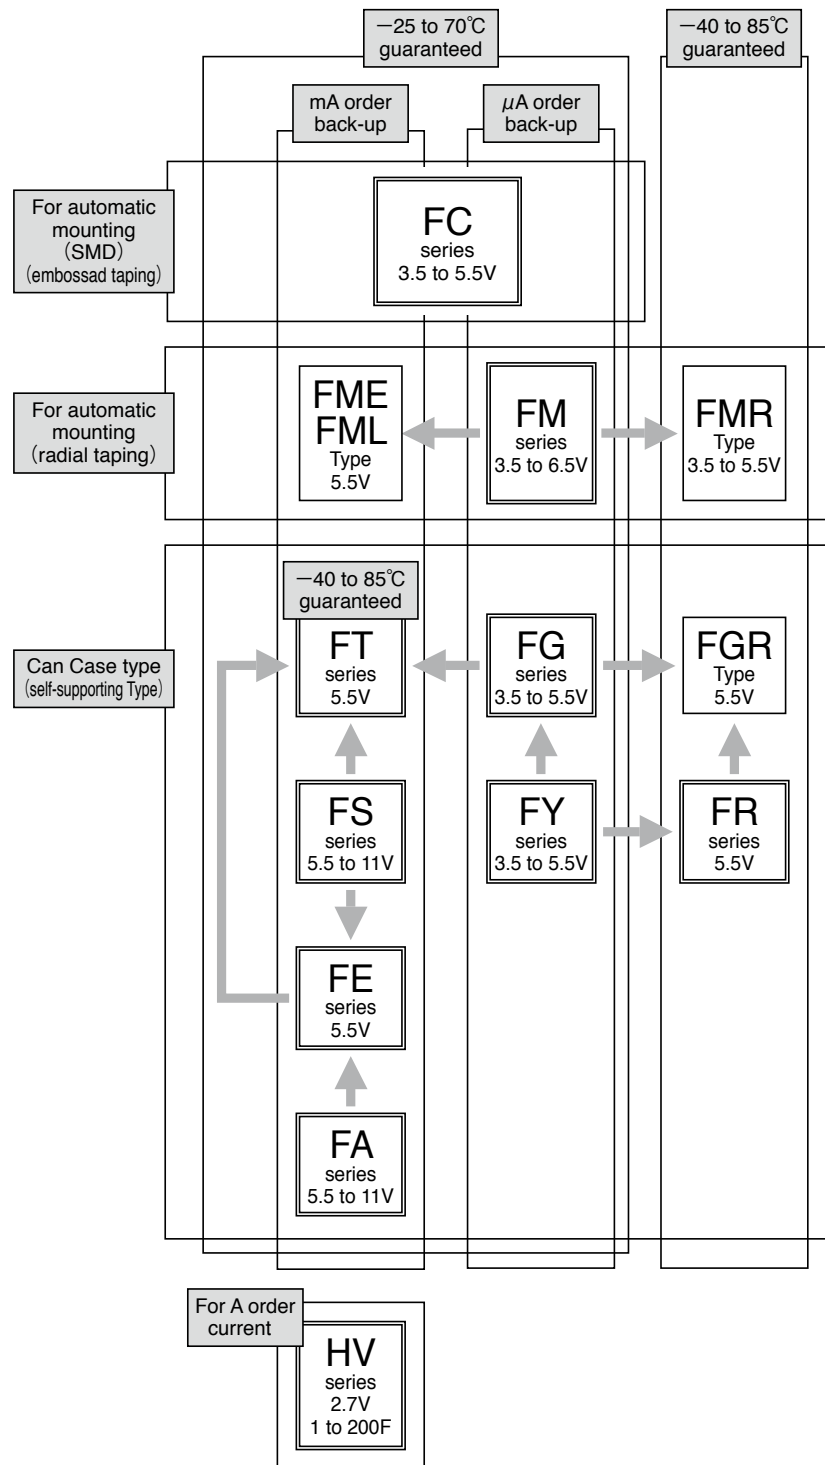 −25 to 70℃
guaranteed
−40 to 85℃
guaranteed
mA order
back-up
μA order
back-up
For automatic
mounting
（SMD）
(embossad taping)
FC
series
3.5 to 5.5V
For automatic
mounting
（radial taping）
FME
FML
Type
5.5V
FM
series
3.5 to 6.5V
FMR
Type
3.5 to 5.5V
Can Case type
(self-supporting Type)
−40 to 85℃
guaranteed
FT
series
5.5V
FG
series
3.5 to 5.5V
FGR
Type
5.5V
FS
series
5.5 to 11V
FY
series
3.5 to 5.5V
FR
series
5.5V
FE
series
5.5V
FA
series
5.5 to 11V
For A order
current
HV
series
2.7V
1 to 200F